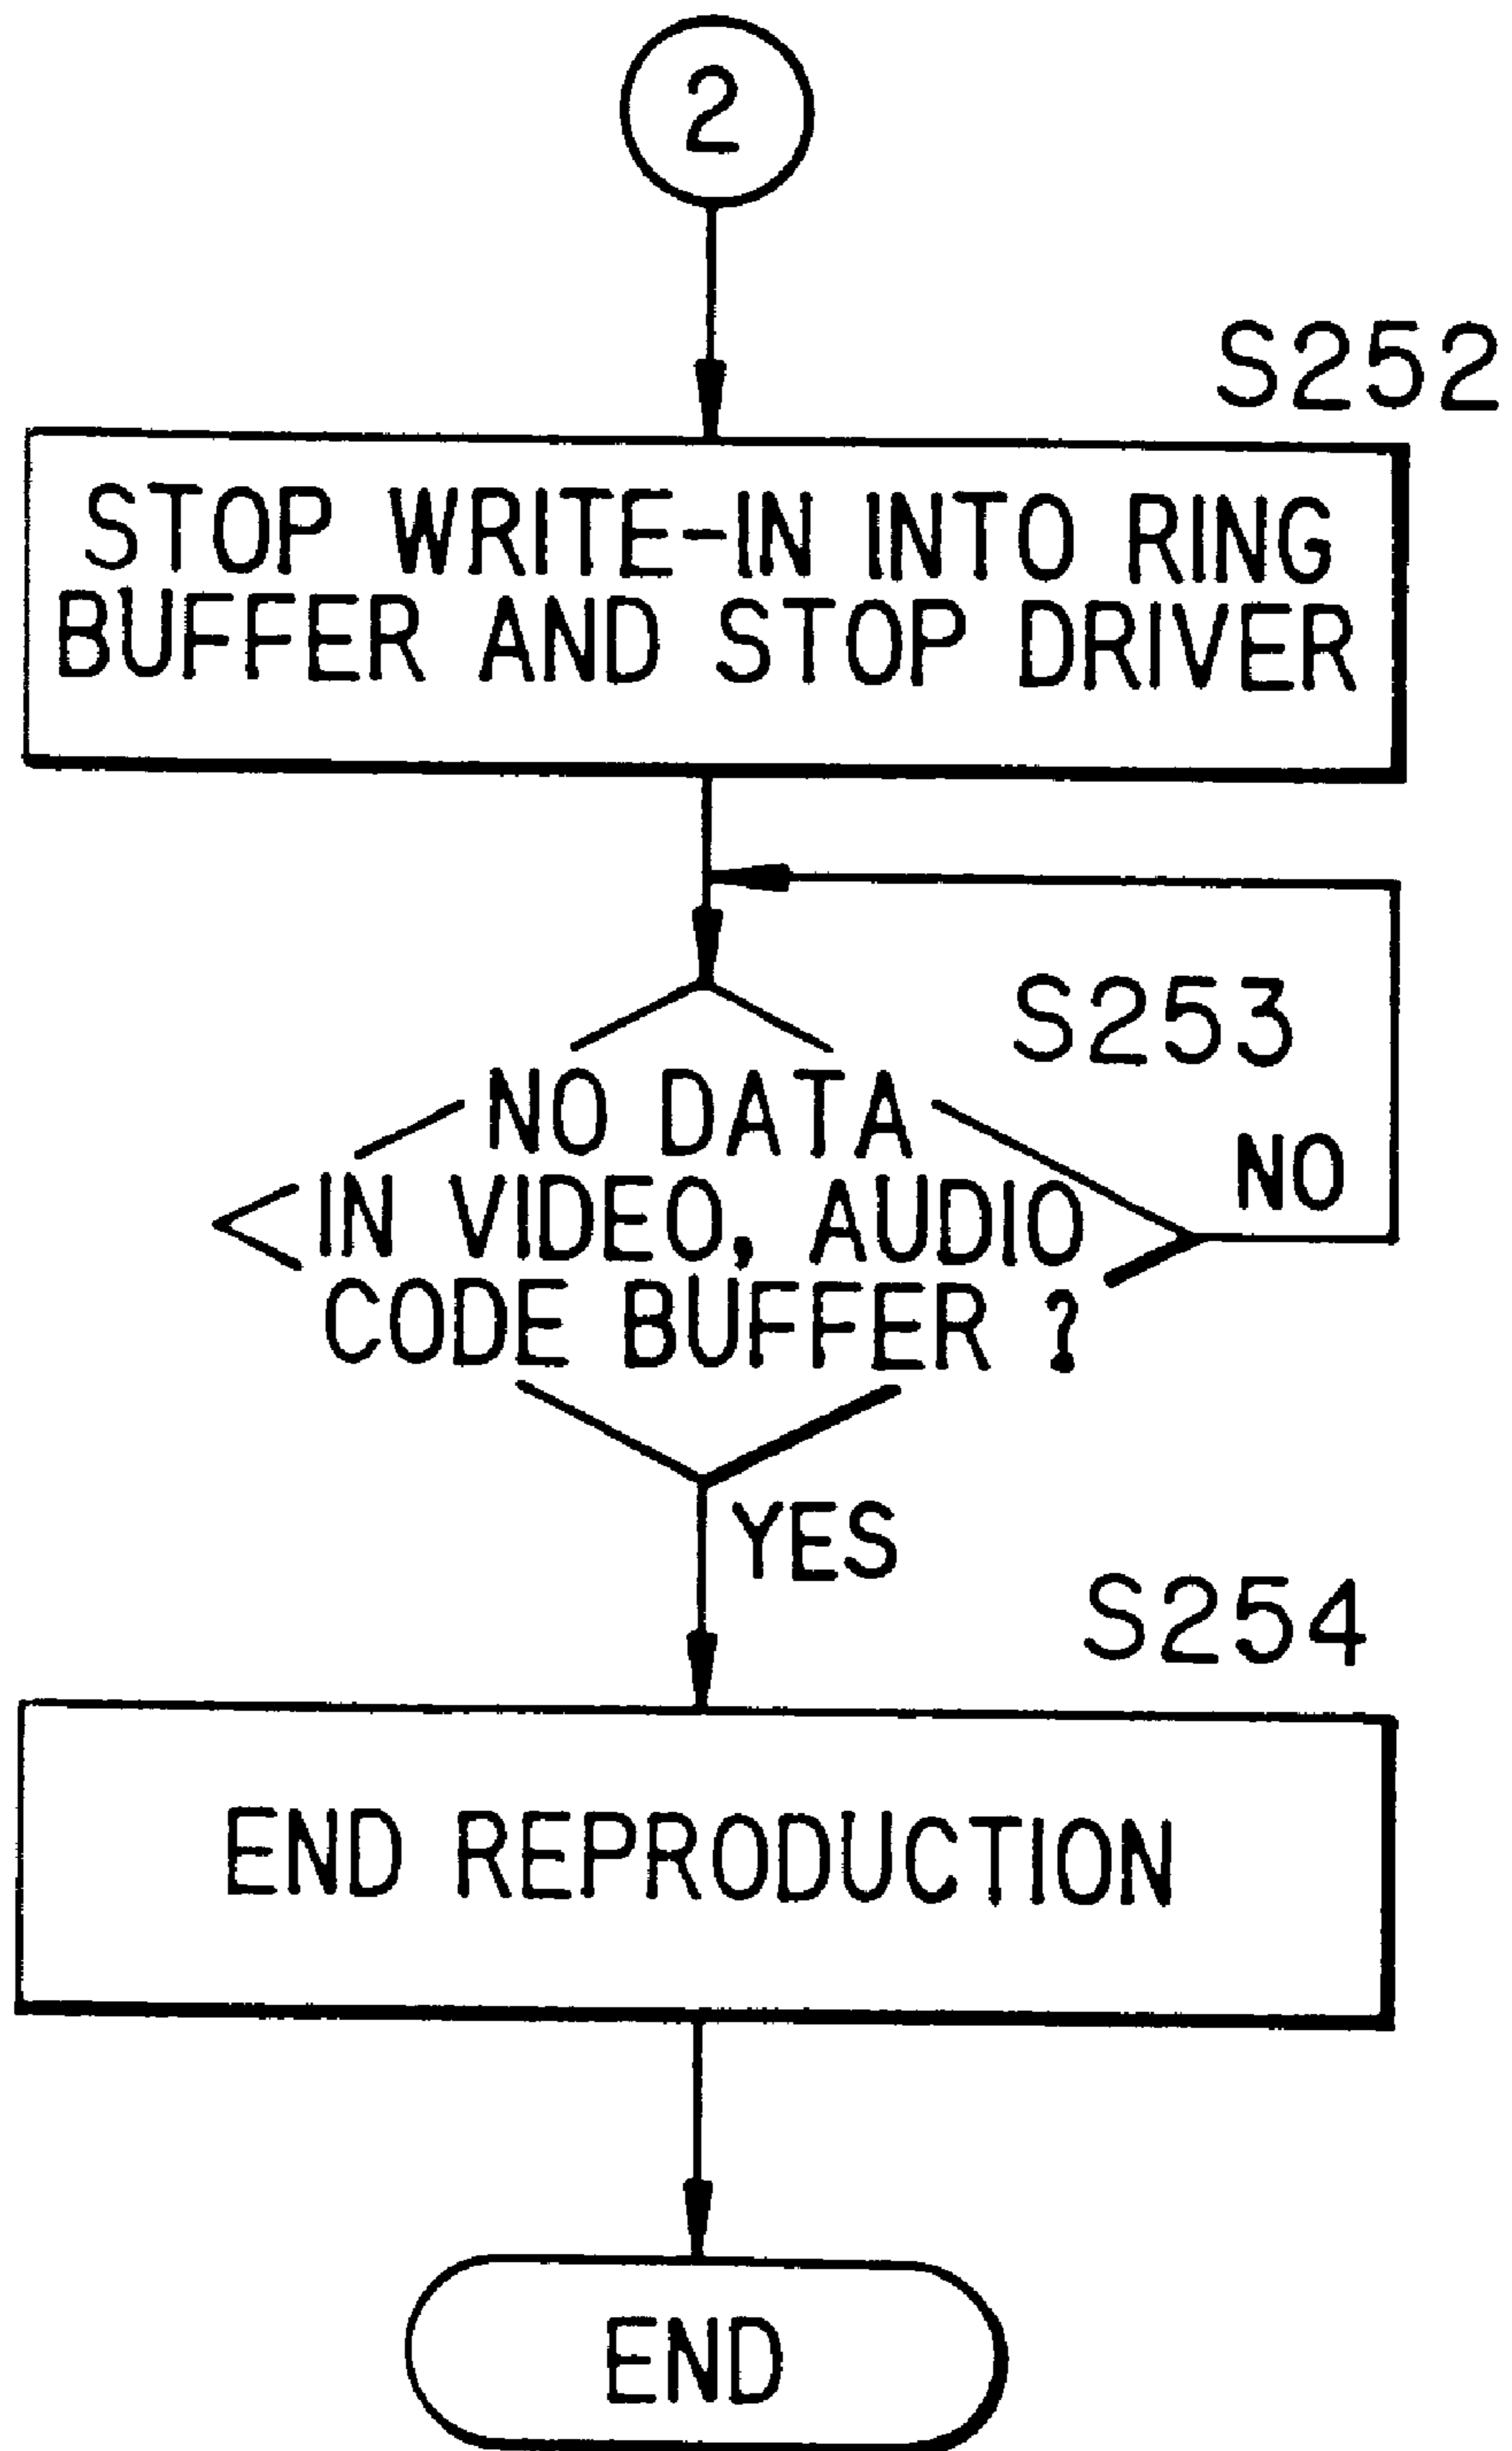 2
S252
STOP WRITE-IN INTO RING
BUFFER AND STOP DRIVER
S253
NO DATA
IN VIDEO, AUDIO
CODE BUFFER ?
NO
YES
S254
END REPRODUCTION
END